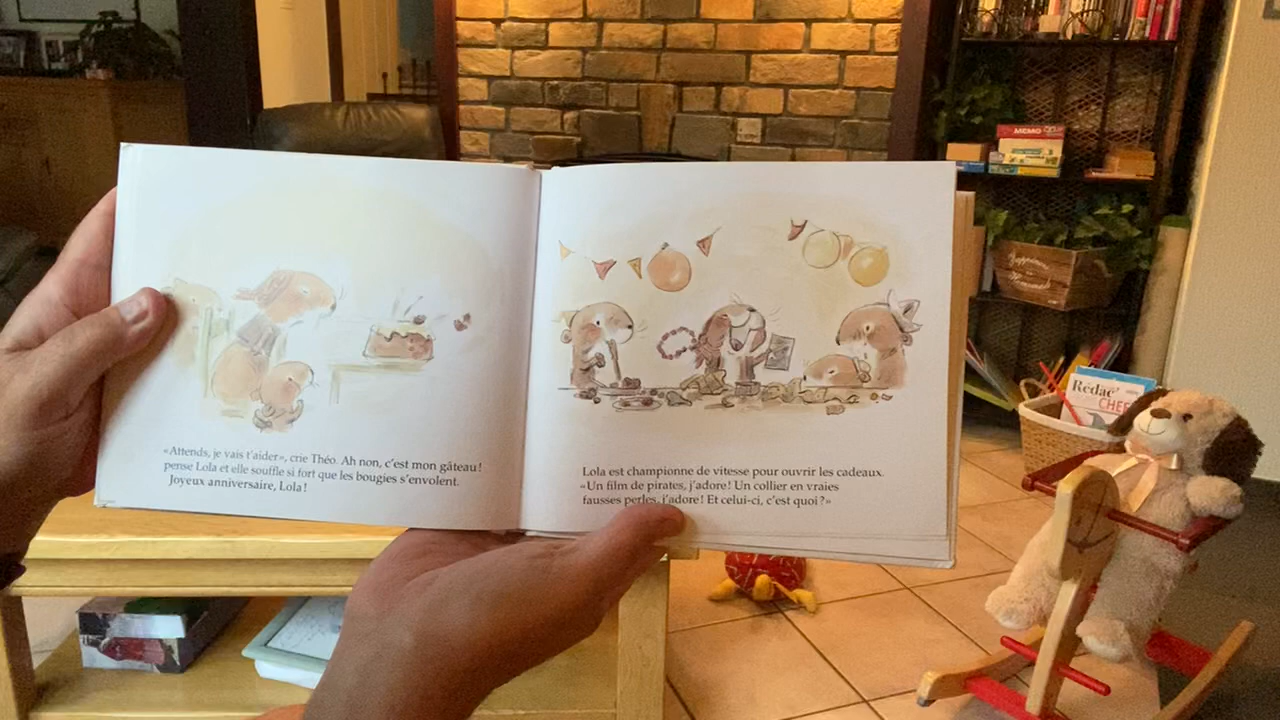 «Attends, je vais t'aider», crie Théo. Ah non, c'est mon gâteau!
pense Lola et elle souffle si fort que les bougies s'envolent.
Joyeux anniversaire, Lola!
Lola est championne de vitesse pour ouvrir les cadeaux.
«Un film de pirates, j'adore! Un collier en vraies
fausses perles, j'adore! Et celui-ci, c'est quoi?»
MEMO
Rédac'
CHEF